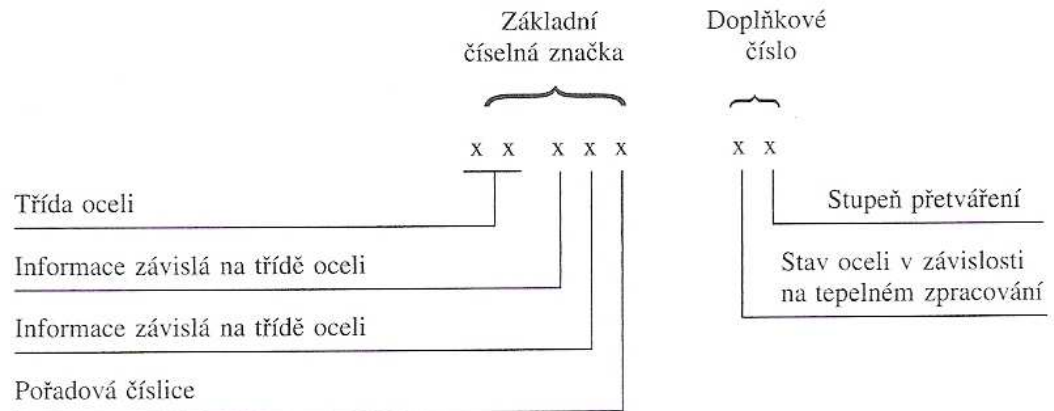 Základní
číselná značka
Doplňkové
číslo
x x x x x
x x
Třída oceli
Informace závislá na třídě oceli
Informace závislá na třídě oceli
Pořadová číslice
Stupeň přetváření
Stav oceli v závislosti
na tepelném zpracování